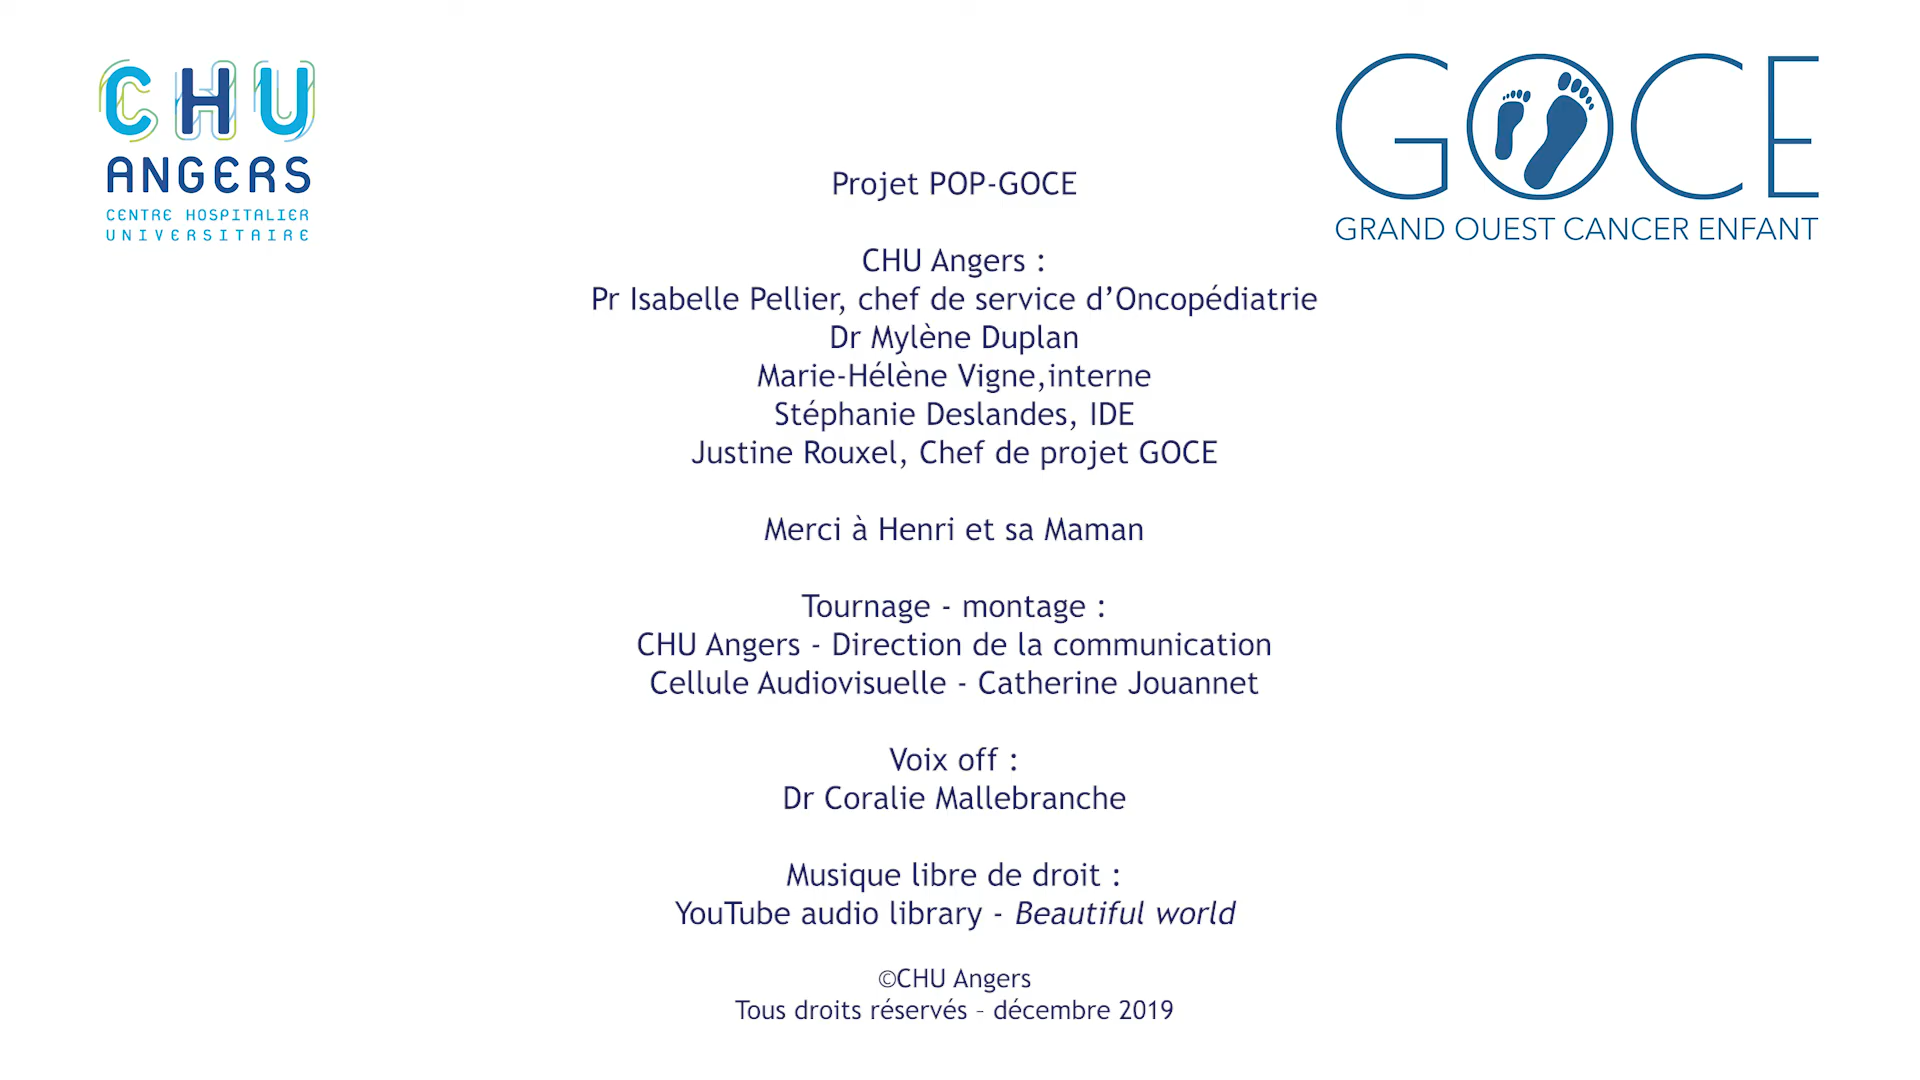 CHU
ANGERS
CENTRE HOSPITALIER
UNIVERSITAIRE
GOCE
GRAND OUEST CANCER ENFANT
Projet POP-GOCE
CHU Angers :
Pr Isabelle Pellier, chef de service d’Oncopédiatrie
Dr Mylène Duplan
Marie-Hélène Vigne,interne
Stéphanie Deslandes, IDE
Justine Rouxel, Chef de projet GOCE
Merci à Henri et sa Maman
Tournage - montage :
CHU Angers - Direction de la communication
Cellule Audiovisuelle - Catherine Jouannet
Voix off :
Dr Coralie Mallebranche
Musique libre de droit :
YouTube audio library - Beautiful world
©CHU Angers
Tous droits réservés – décembre 2019